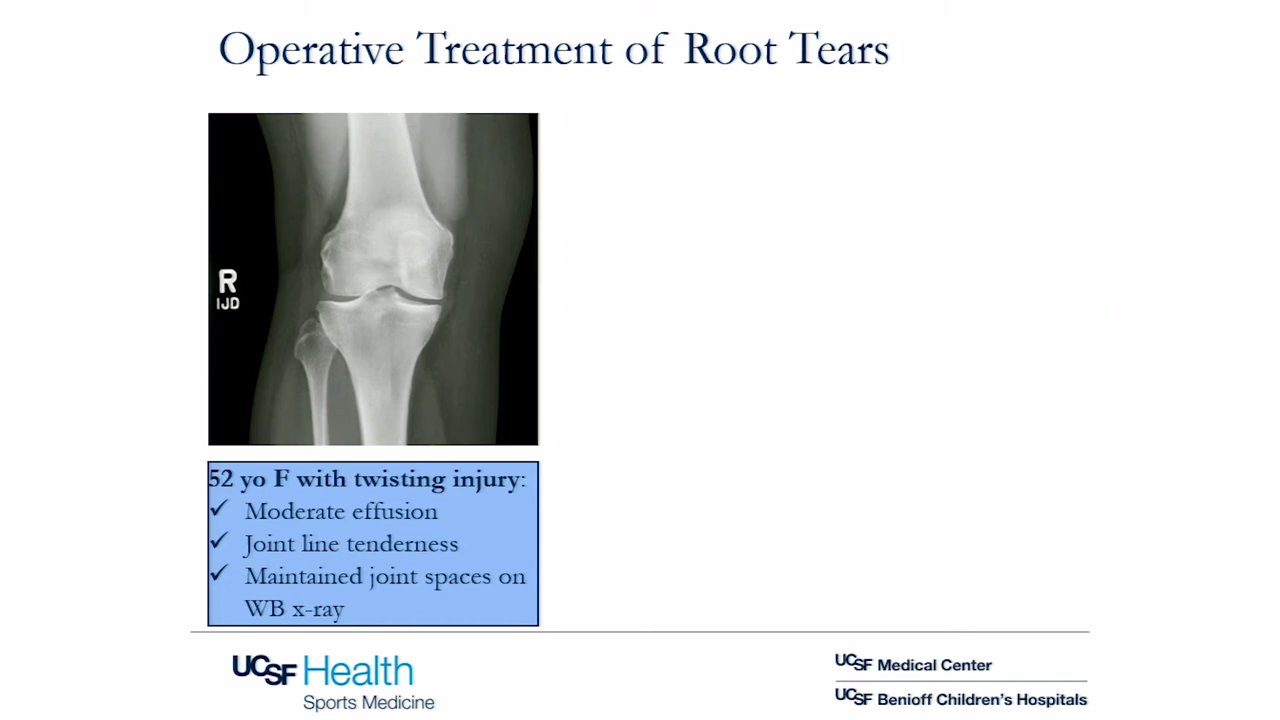 Operative Treatment of Root Tears
R
IJD
52 yo F with twisting injury:
✓ Moderate effusion
✓ Joint line tenderness
✓ Maintained joint spaces on
WB x-ray
UCSF Health
Sports Medicine
UCSF Medical Center
UCSF Benioff Children's Hospitals